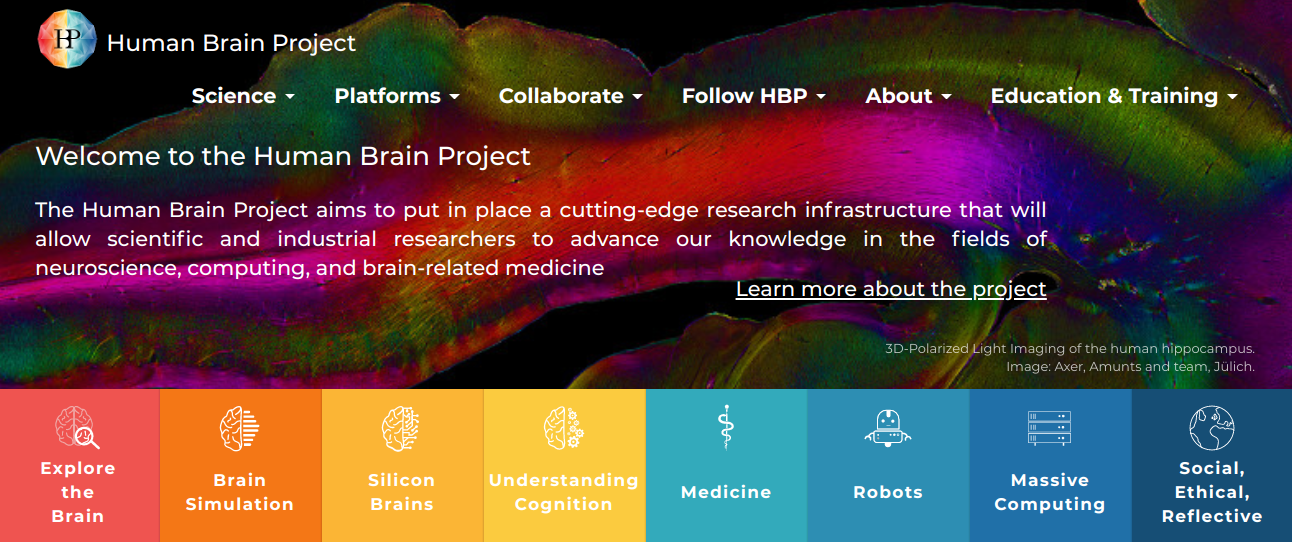 HBP
Human Brain Project
Science
Platforms
Collaborate
Follow HBP
About
Education & Training
Welcome to the Human Brain Project
The Human Brain Project aims to put in place a cutting-edge research infrastructure that will
allow scientific and industrial researchers to advance our knowledge in the fields of
neuroscience, computing, and brain-related medicine
Learn more about the project
3D-Polarized Light Imaging of the human hippocampus.
Image: Axer, Amunts and team, Jülich.
Explore
the
Brain
Brain
Simulation
Silicon
Brains
Understanding
Cognition
Medicine
Robots
Massive
Computing
Social,
Ethical,
Reflective